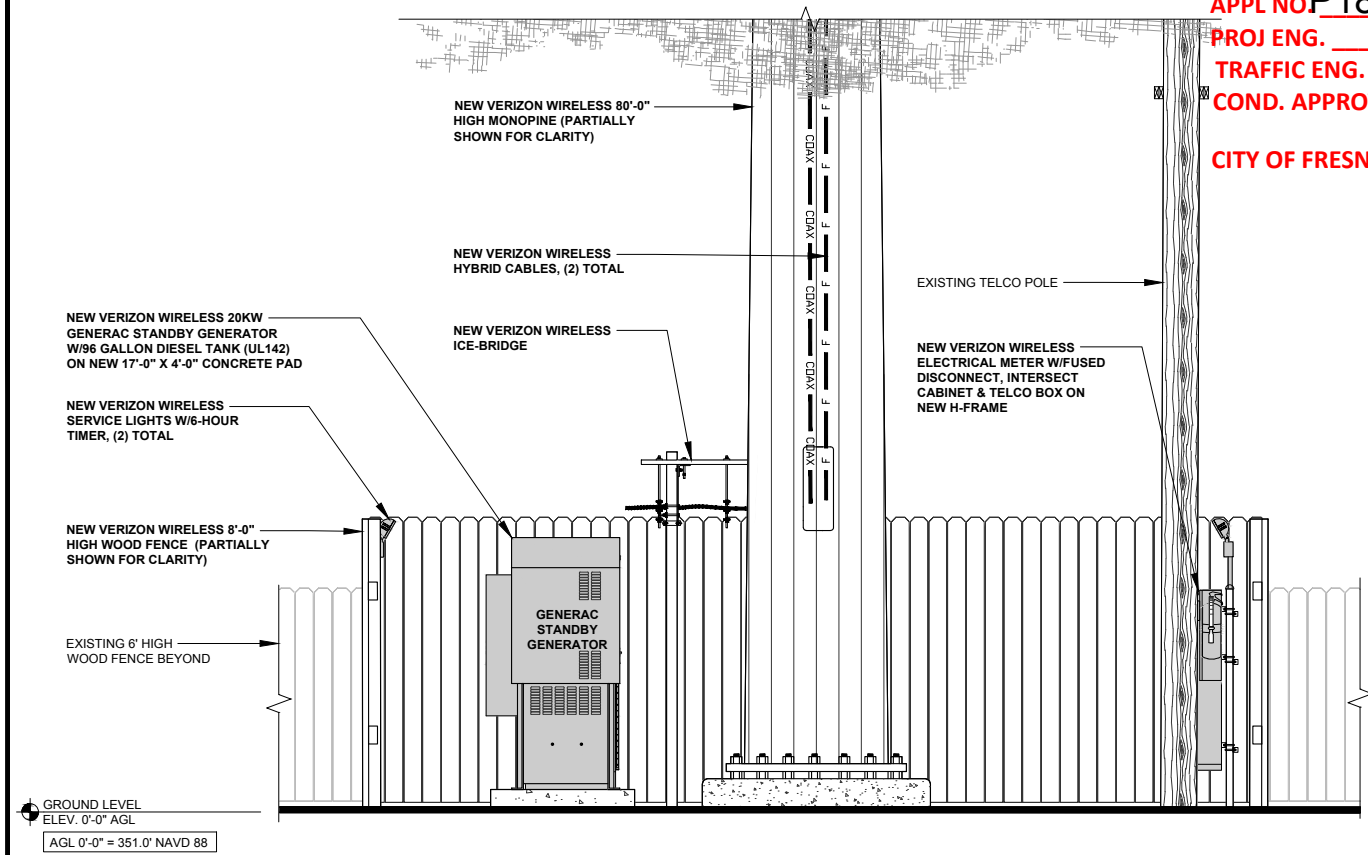 APPL NO. P18
PROJ ENG.
TRAFFIC ENG.
COND. APPRO
CITY OF FRESN
NEW VERIZON WIRELESS 80'-0"
HIGH MONOPINE (PARTIALLY
SHOWN FOR CLARITY)
NEW VERIZON WIRELESS
HYBRID CABLES, (2) TOTAL
NEW VERIZON WIRELESS
ICE-BRIDGE
COAX
COAX
COAX
COAX
COAX
F
F
F
F
F
F
F
EXISTING TELCO POLE
NEW VERIZON WIRELESS
ELECTRICAL METER W/FUSED
DISCONNECT, INTERSECT
CABINET & TELCO BOX ON
NEW H-FRAME
NEW VERIZON WIRELESS 20KW
GENERAC STANDBY GENERATOR
W/96 GALLON DIESEL TANK (UL142)
ON NEW 17'-0" X 4'-0" CONCRETE PAD
NEW VERIZON WIRELESS
SERVICE LIGHTS W/6-HOUR
TIMER, (2) TOTAL
NEW VERIZON WIRELESS 8'-0"
HIGH WOOD FENCE (PARTIALLY
SHOWN FOR CLARITY)
EXISTING 6' HIGH
WOOD FENCE BEYOND
GENERAC
STANDBY
GENERATOR
GROUND LEVEL
ELEV. 0'-0" AGL
AGL 0'-0" = 351.0' NAVD 88